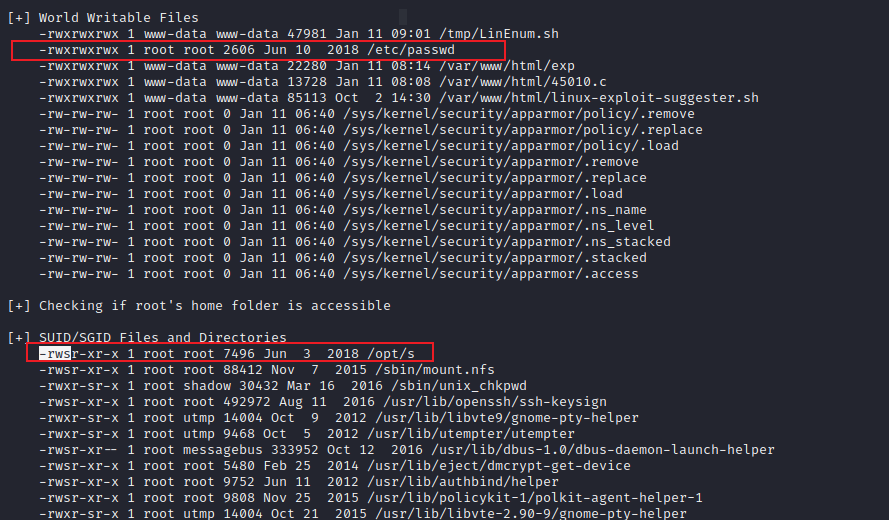 [+] World Writable Files
-rwxrwxrwx 1 www-data www-data 47981 Jan 11 09:01 /tmp/LinEnum.sh
-rwxrwxrwx 1 root root 2606 Jun 10  2018 /etc/passwd
-rwxrwxrwx 1 www-data www-data 22280 Jan 11 08:14 /var/www/html/exp
-rwxrwxrwx 1 www-data www-data 13728 Jan 11 08:08 /var/www/html/45010.c
-rwxrwxrwx 1 www-data www-data 85113 Oct  2 14:30 /var/www/html/linux-exploit-suggester.sh
-rw-rw-rw- 1 root root 0 Jan 11 06:40 /sys/kernel/security/apparmor/policy/.remove
-rw-rw-rw- 1 root root 0 Jan 11 06:40 /sys/kernel/security/apparmor/policy/.replace
-rw-rw-rw- 1 root root 0 Jan 11 06:40 /sys/kernel/security/apparmor/policy/.load
-rw-rw-rw- 1 root root 0 Jan 11 06:40 /sys/kernel/security/apparmor/.remove
-rw-rw-rw- 1 root root 0 Jan 11 06:40 /sys/kernel/security/apparmor/.replace
-rw-rw-rw- 1 root root 0 Jan 11 06:40 /sys/kernel/security/apparmor/.load
-rw-rw-rw- 1 root root 0 Jan 11 06:40 /sys/kernel/security/apparmor/.ns_name
-rw-rw-rw- 1 root root 0 Jan 11 06:40 /sys/kernel/security/apparmor/.ns_level
-rw-rw-rw- 1 root root 0 Jan 11 06:40 /sys/kernel/security/apparmor/.ns_stacked
-rw-rw-rw- 1 root root 0 Jan 11 06:40 /sys/kernel/security/apparmor/.stacked
-rw-rw-rw- 1 root root 0 Jan 11 06:40 /sys/kernel/security/apparmor/.access
[+] Checking if root's home folder is accessible
[+] SUID/SGID Files and Directories
-rwsr-xr-x 1 root root 7496 Jun  3  2018 /opt/s
-rwsr-xr-x 1 root root 88412 Nov  7  2015 /sbin/mount.nfs
-rwxr-sr-x 1 root shadow 30432 Mar 16  2016 /sbin/unix_chkpwd
-rwsr-xr-x 1 root root 492972 Aug 11  2016 /usr/lib/openssh/ssh-keysign
-rwxr-sr-x 1 root utmp 14004 Oct  9  2012 /usr/lib/libvte9/gnome-pty-helper
-rwxr-sr-x 1 root utmp 9468 Oct  5  2012 /usr/lib/utempter/utempter
-rwsr-xr-- 1 root messagebus 333952 Oct 12  2016 /usr/lib/dbus-1.0/dbus-daemon-launch-helper
-rwsr-xr-x 1 root root 5480 Feb 25  2014 /usr/lib/eject/dmcrypt-get-device
-rwsr-xr-x 1 root root 9752 Jun 11  2012 /usr/lib/authbind/helper
-rwsr-xr-x 1 root root 9808 Nov 25  2015 /usr/lib/policykit-1/polkit-agent-helper-1
-rwxr-sr-x 1 root utmp 14004 Oct 21  2015 /usr/lib/libvte-2.90-9/gnome-pty-helper